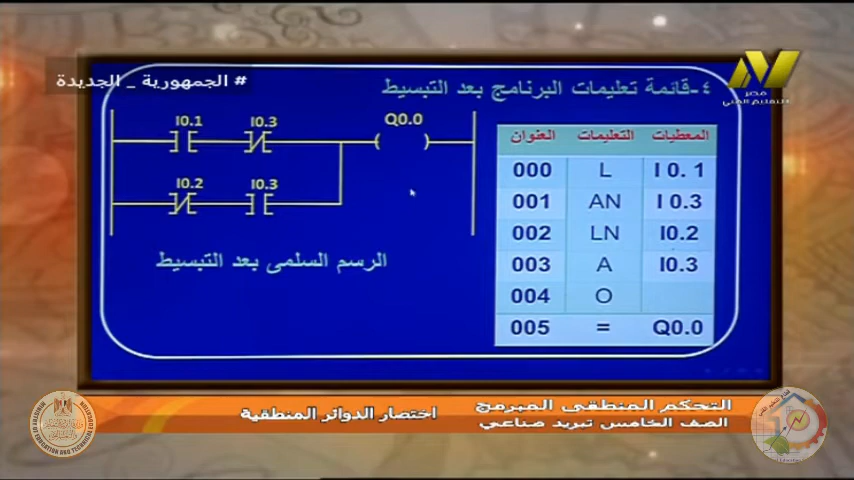 # الجمهورية _ الجديدة
مصر
التعليم الفني
٤-قائمة تعليمات البرنامج بعد التبسيط
I0.1 I0.3 Q0.0
I0.2 I0.3
الرسم السلمى بعد التبسيط
المعطيات التعليمات العنوان
000 L I 0. 1
001 AN I 0.3
002 LN I0.2
003 A I0.3
004 O
005 = Q0.0
التحكم المنطقى المبرمج
اختصار الدوائر المنطقية
الصف الخامس تبريد صناعي